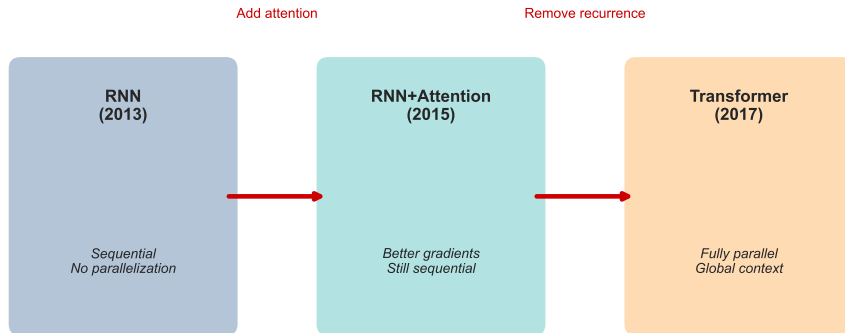 Add attention
Remove recurrence
RNN
(2013)
Sequential
No parallelization
RNN+Attention
(2015)
Better gradients
Still sequential
Transformer
(2017)
Fully parallel
Global context